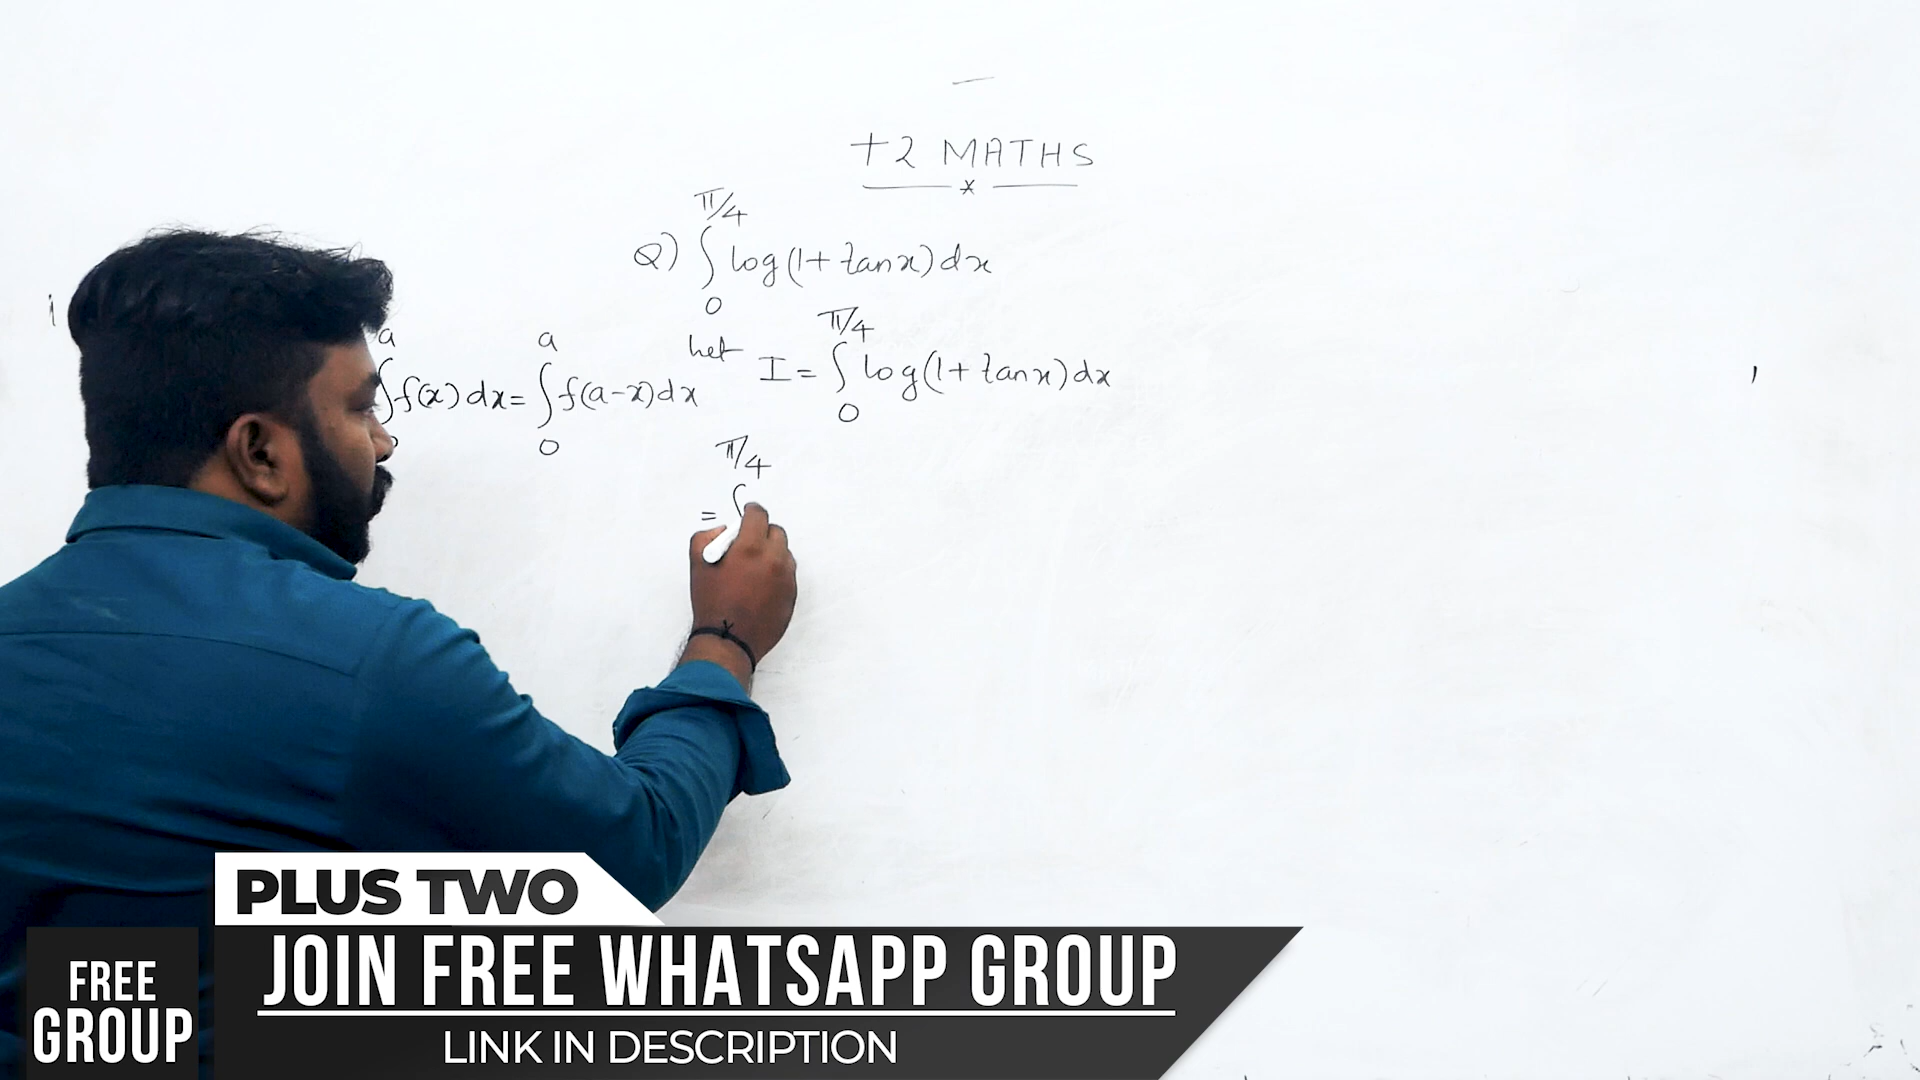 +2 MATHS
π/4
Q) ∫ log(1+tanx)dx
0
a a
∫f(x)dx=∫f(a-x)dx
0
π/4
let I=∫log(1+tanx)dx
0
π/4
=∫
PLUS TWO
JOIN FREE WHATSAPP GROUP
LINK IN DESCRIPTION
FREE
GROUP